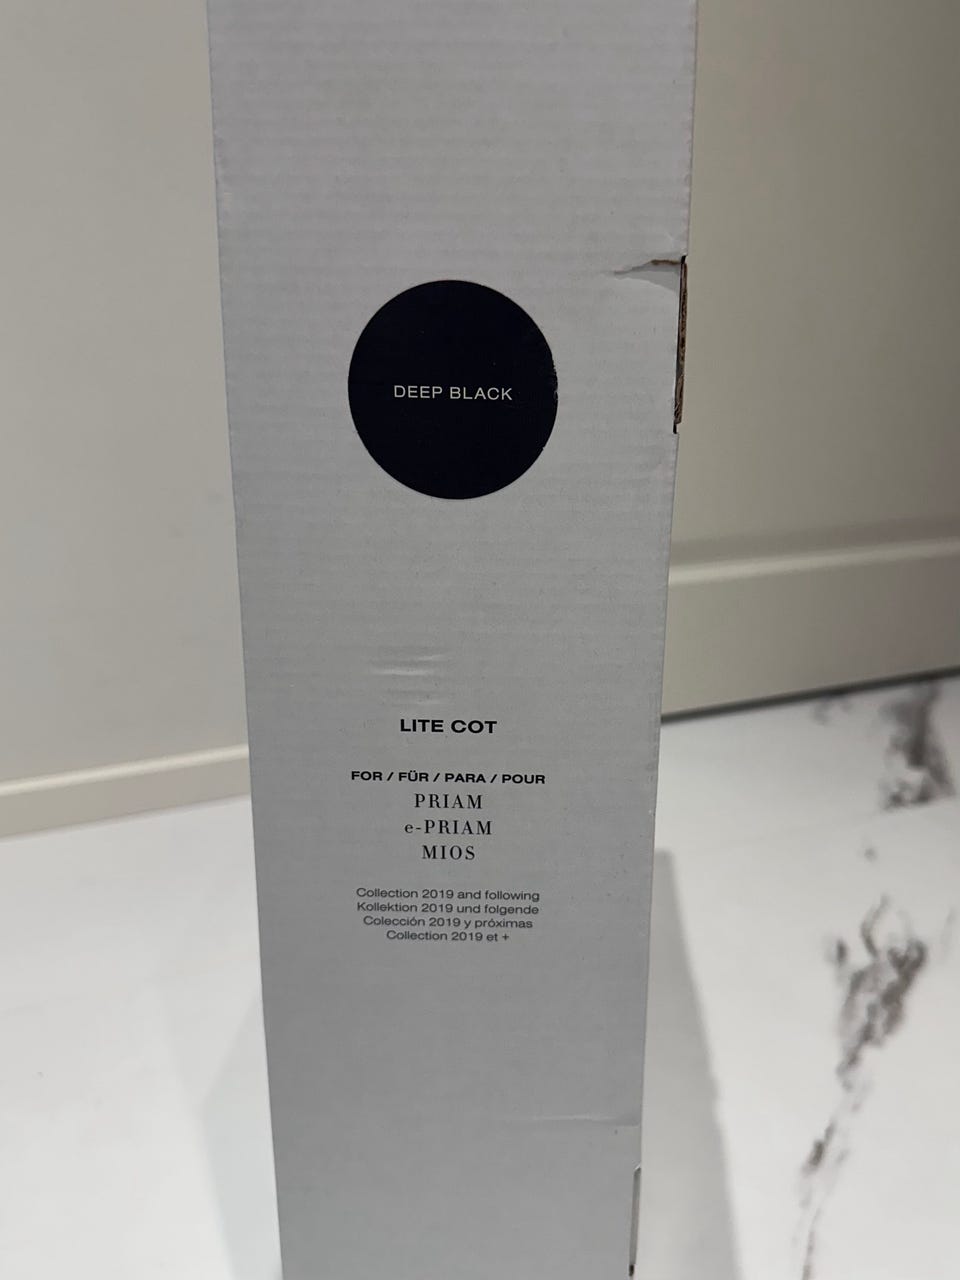 DEEP BLACK
LITE COT
FOR / FÜR / PARA / POUR
PRIAM
e-PRIAM
MIOS
Collection 2019 and following
Kollektion 2019 und folgende
Colección 2019 y próximas
Collection 2019 et +